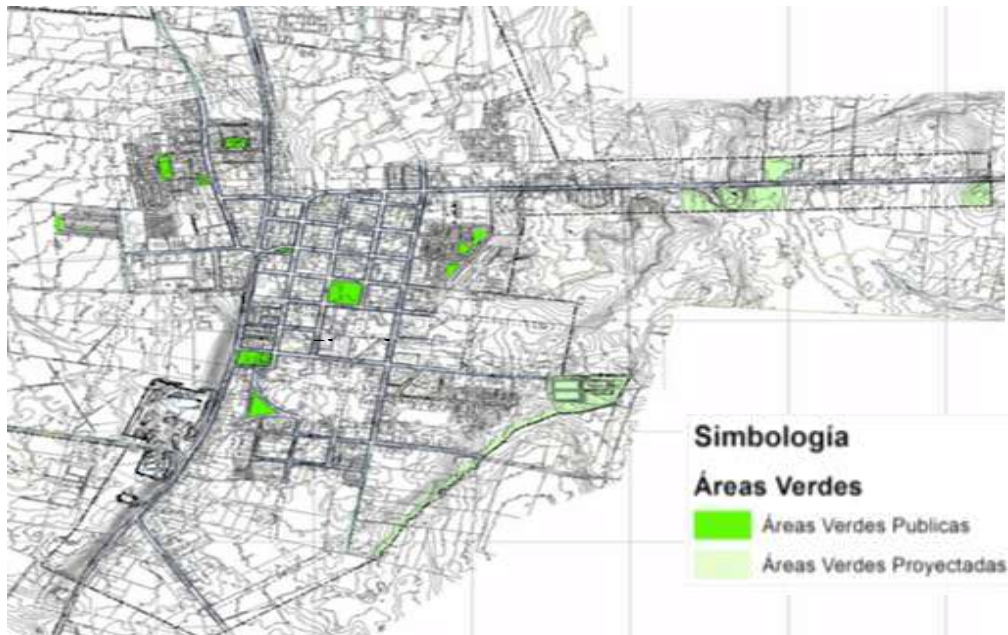 Simbología
Áreas Verdes
Áreas Verdes Publicas
Áreas Verdes Proyectadas